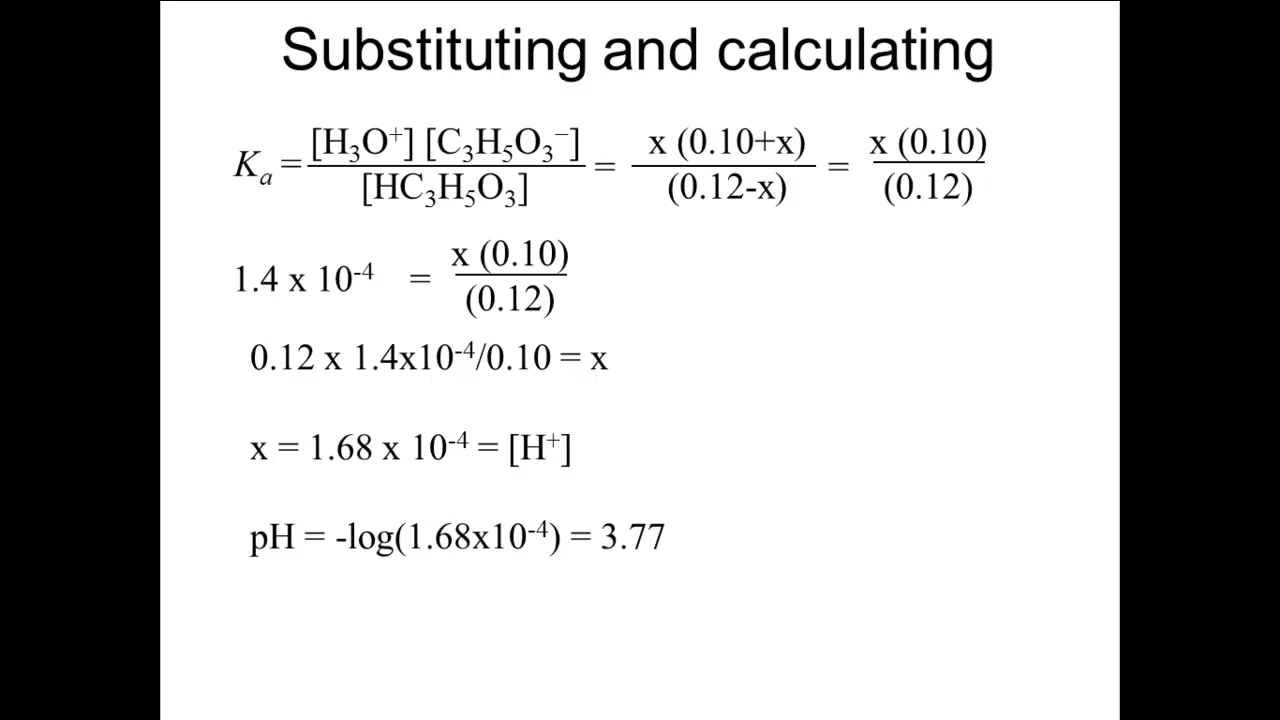 Substituting and calculating
Kₐ = [H₃O⁺] [C₃H₅O₃⁻] / [HC₃H₅O₃] = x (0.10+x) / (0.12-x) = x (0.10) / (0.12)
1.4 x 10⁻⁴ = x (0.10) / (0.12)
0.12 x 1.4x10⁻⁴/0.10 = x
x = 1.68 x 10⁻⁴ = [H⁺]
pH = -log(1.68x10⁻⁴) = 3.77